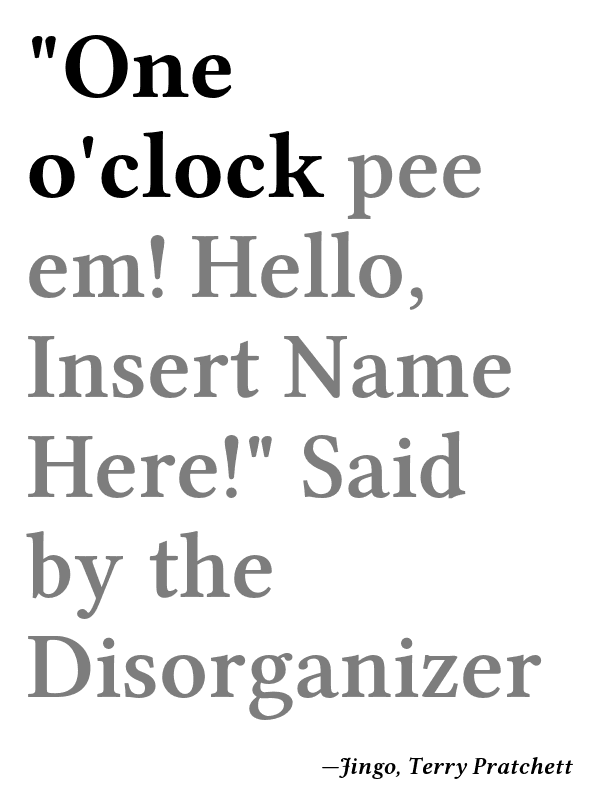 "One
o'clock pee
em! Hello,
Insert Name
Here!" Said
by the
Disorganizer
—Jingo, Terry Pratchett